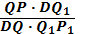 QP · DQ₁
DQ · Q₁P₁